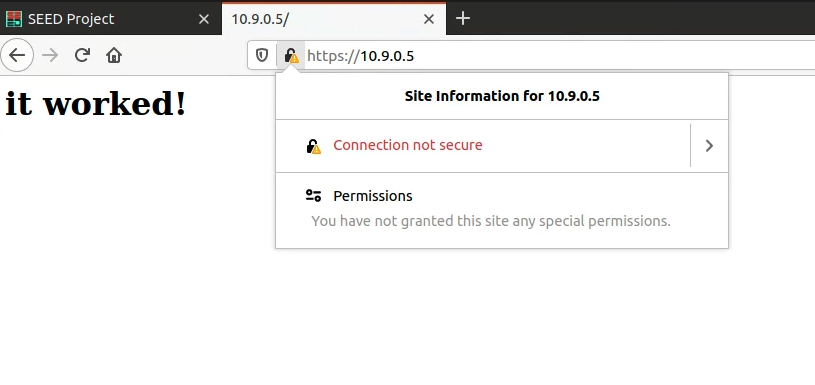 SEED Project
10.9.0.5/
https://10.9.0.5
it worked!
Site Information for 10.9.0.5
Connection not secure
Permissions
You have not granted this site any special permissions.